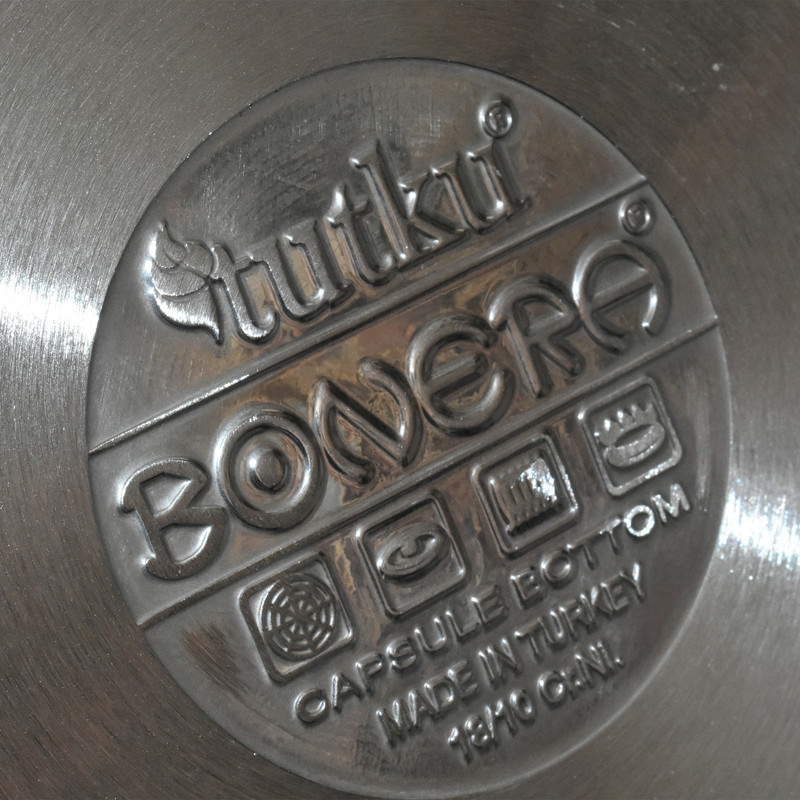 tutku®
BONERA®
CAPSULE BOTTOM
MADE IN TURKEY
18/10 Cr.Ni.